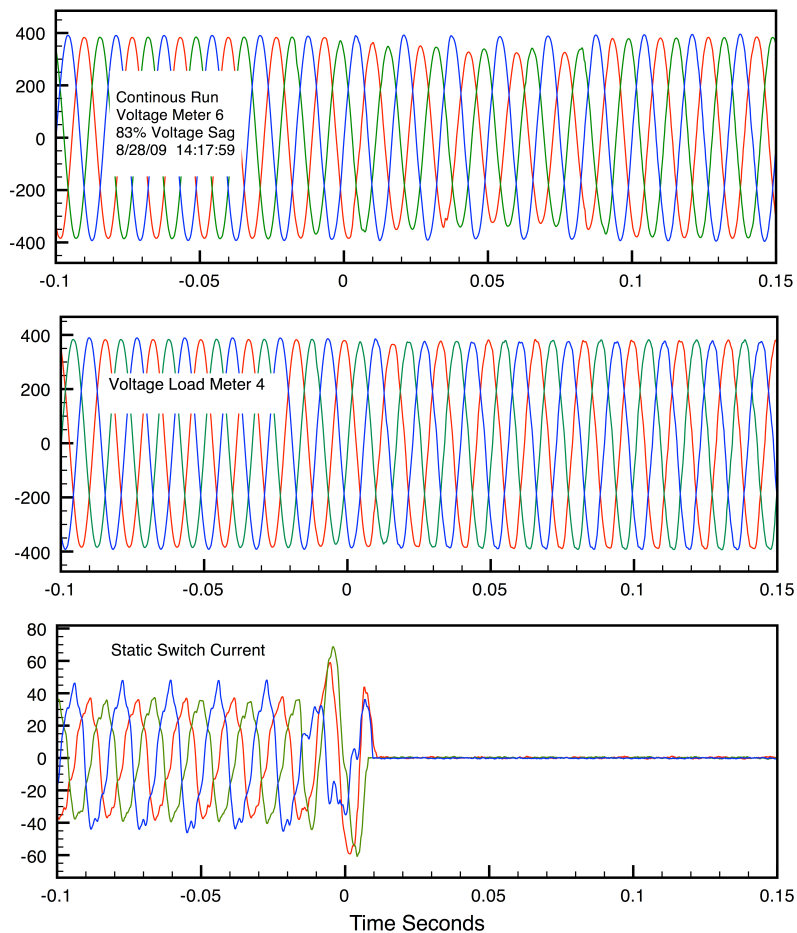 400
200
0
-200
-400
Continous Run
Voltage Meter 6
83% Voltage Sag
8/28/09  14:17:59
-0.1 -0.05 0 0.05 0.1 0.15
400
200
0
-200
-400
Voltage Load Meter 4
-0.1 -0.05 0 0.05 0.1 0.15
80
60
40
20
0
-20
-40
-60
Static Switch Current
-0.1 -0.05 0 0.05 0.1 0.15
Time Seconds